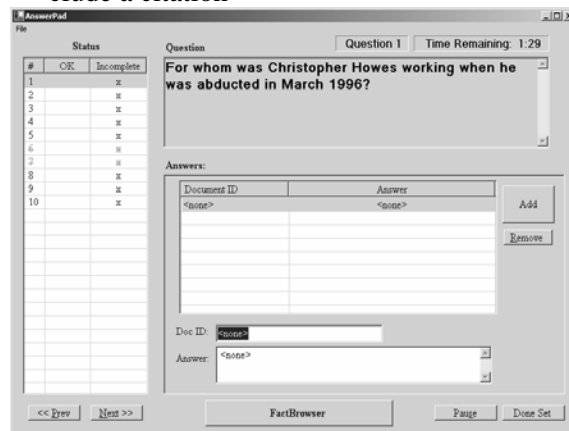 clude a citation
AnswerPad
File
Status
Question
Question 1
Time Remaining: 1:29
# OK Incomplete
1 x
2 x
3 x
4 x
5 x
6 x
7 x
8 x
9 x
10 x
For whom was Christopher Howes working when he
was abducted in March 1996?
Answers:
Document ID Answer
<none> <none>
Add
Remove
Doc ID: <none>
Answer: <none>
<< Prev
Next >>
FactBrowser
Pause
Done Set